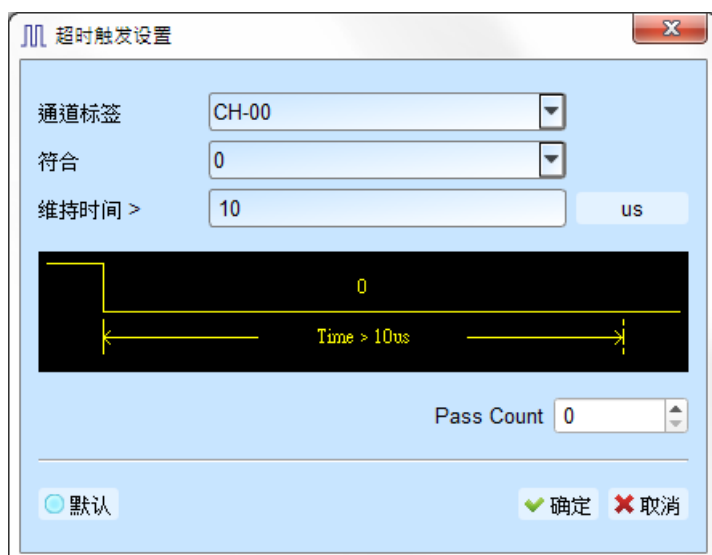 超时触发设置
通道标签 CH-00
符合 0
维持时间 > 10 us
0
Time > 10us
Pass Count 0
默认 确定 取消